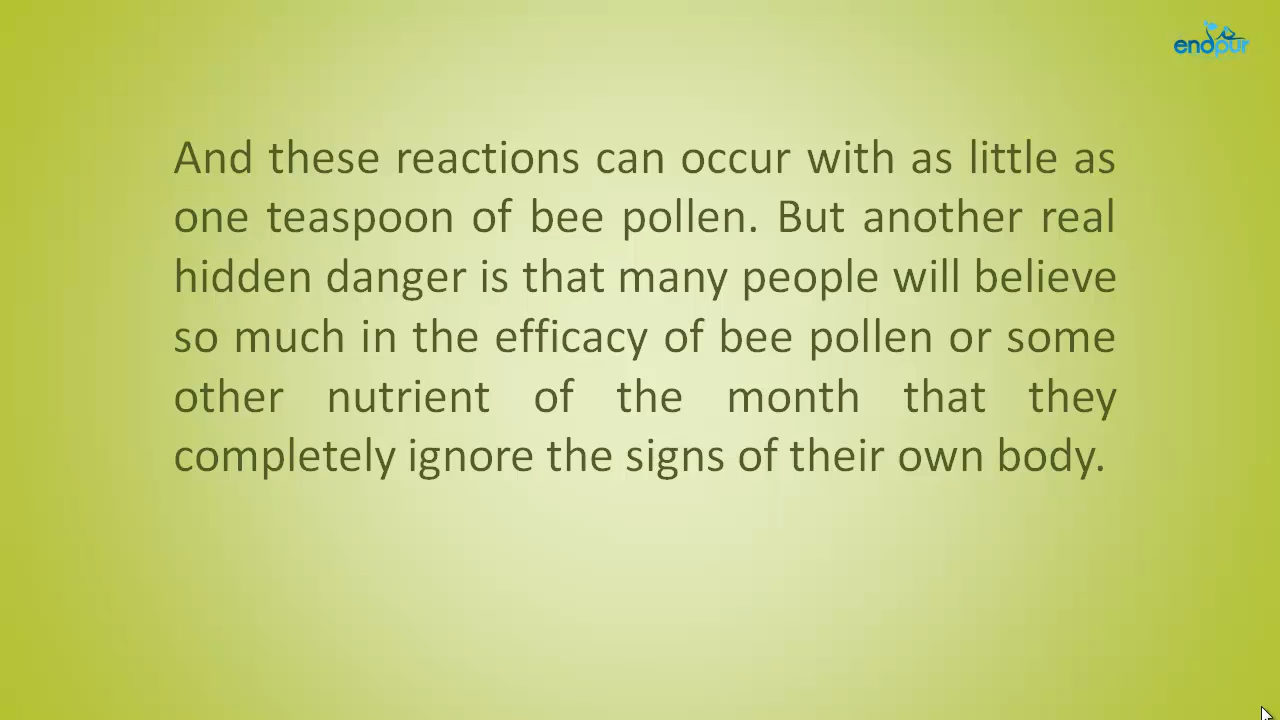 endpur
And these reactions can occur with as little as
one teaspoon of bee pollen. But another real
hidden danger is that many people will believe
so much in the efficacy of bee pollen or some
other nutrient of the month that they
completely ignore the signs of their own body.